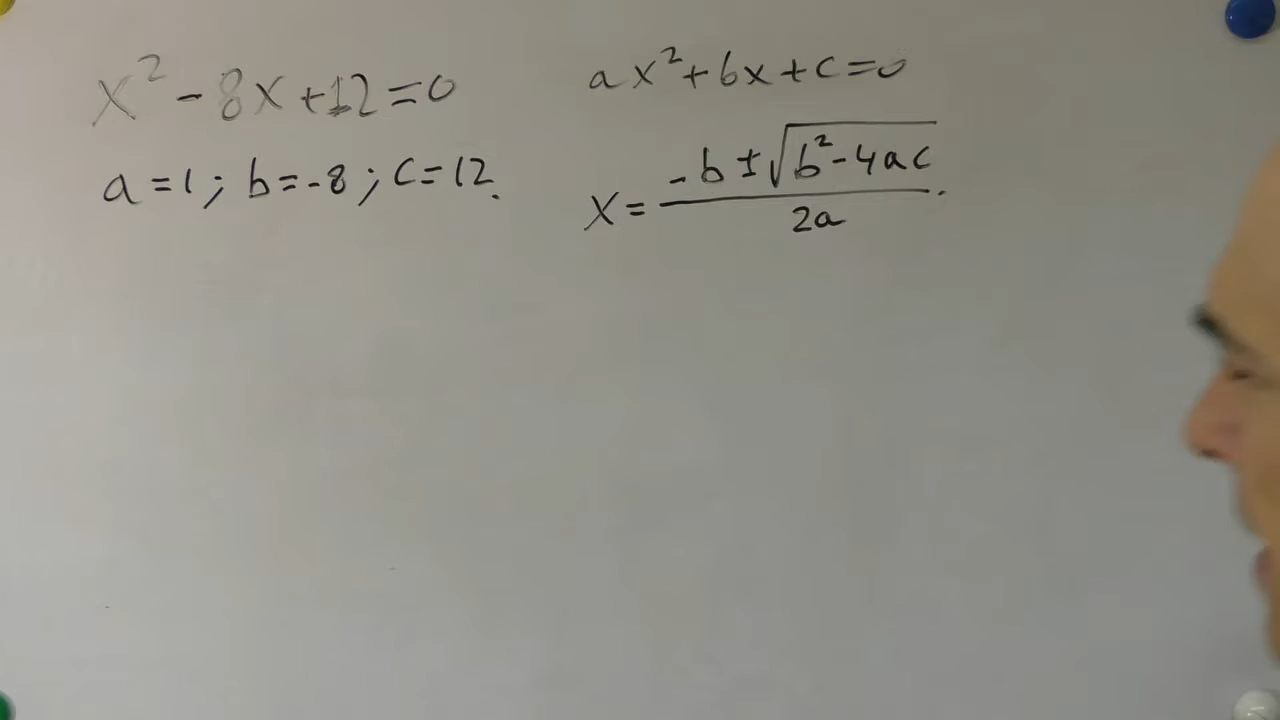 x² - 8x + 12 = 0
a = 1 ; b = -8 ; c = 12.
ax² + bx + c = 0
x = (-b ± √(b² - 4ac)) / 2a.